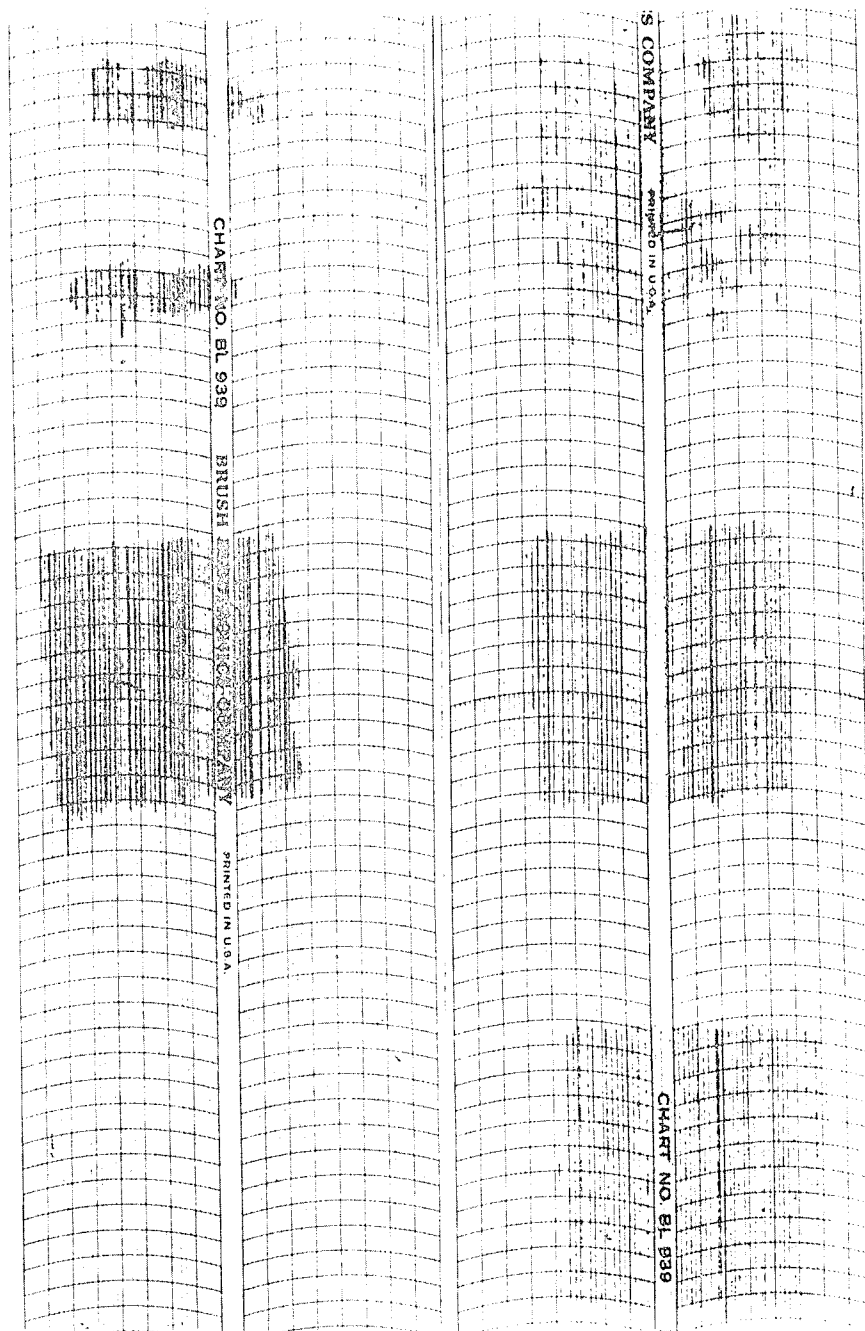 CHART NO. BL 939
BRUSH
COMPANY
PRINTED IN U.S.A.
S COMPANY
PRINTED IN U.S.A.
CHART NO. BL 939